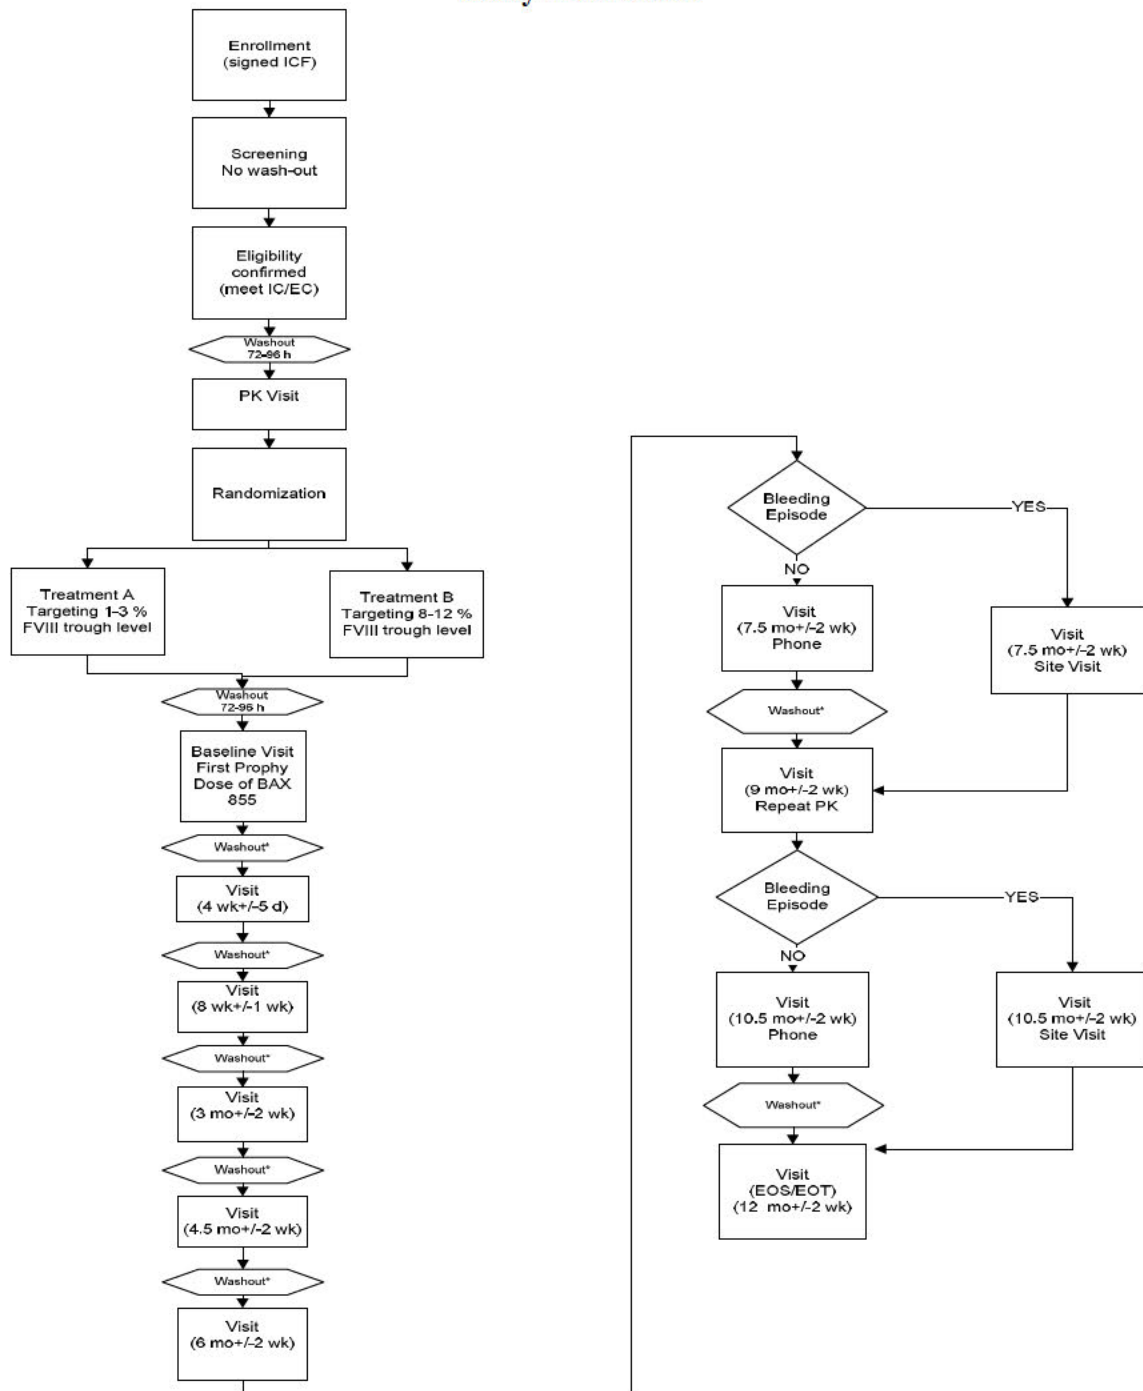 Enrollment
(signed ICF)
Screening
No wash-out
Eligibility
confirmed
(meet IC/EC)
Washout
72-96 h
PK Visit
Randomization
Treatment A
Targeting 1-3 %
FVIII trough level
Treatment B
Targeting 8-12 %
FVIII trough level
Washout
72-96 h
Baseline Visit
First Prophy
Dose of BAX
855
Washout*
Visit
(4 wk+/-5 d)
Washout*
Visit
(8 wk+/-1 wk)
Washout*
Visit
(3 mo+/-2 wk)
Washout*
Visit
(4.5 mo+/-2 wk)
Washout*
Visit
(6 mo+/-2 wk)
Bleeding
Episode
YES
NO
Visit
(7.5 mo+/-2 wk)
Phone
Visit
(7.5 mo+/-2 wk)
Site Visit
Washout*
Visit
(9 mo+/-2 wk)
Repeat PK
Bleeding
Episode
YES
NO
Visit
(10.5 mo+/-2 wk)
Phone
Visit
(10.5 mo+/-2 wk)
Site Visit
Washout*
Visit
(EOS/EOT)
(12 mo+/-2 wk)